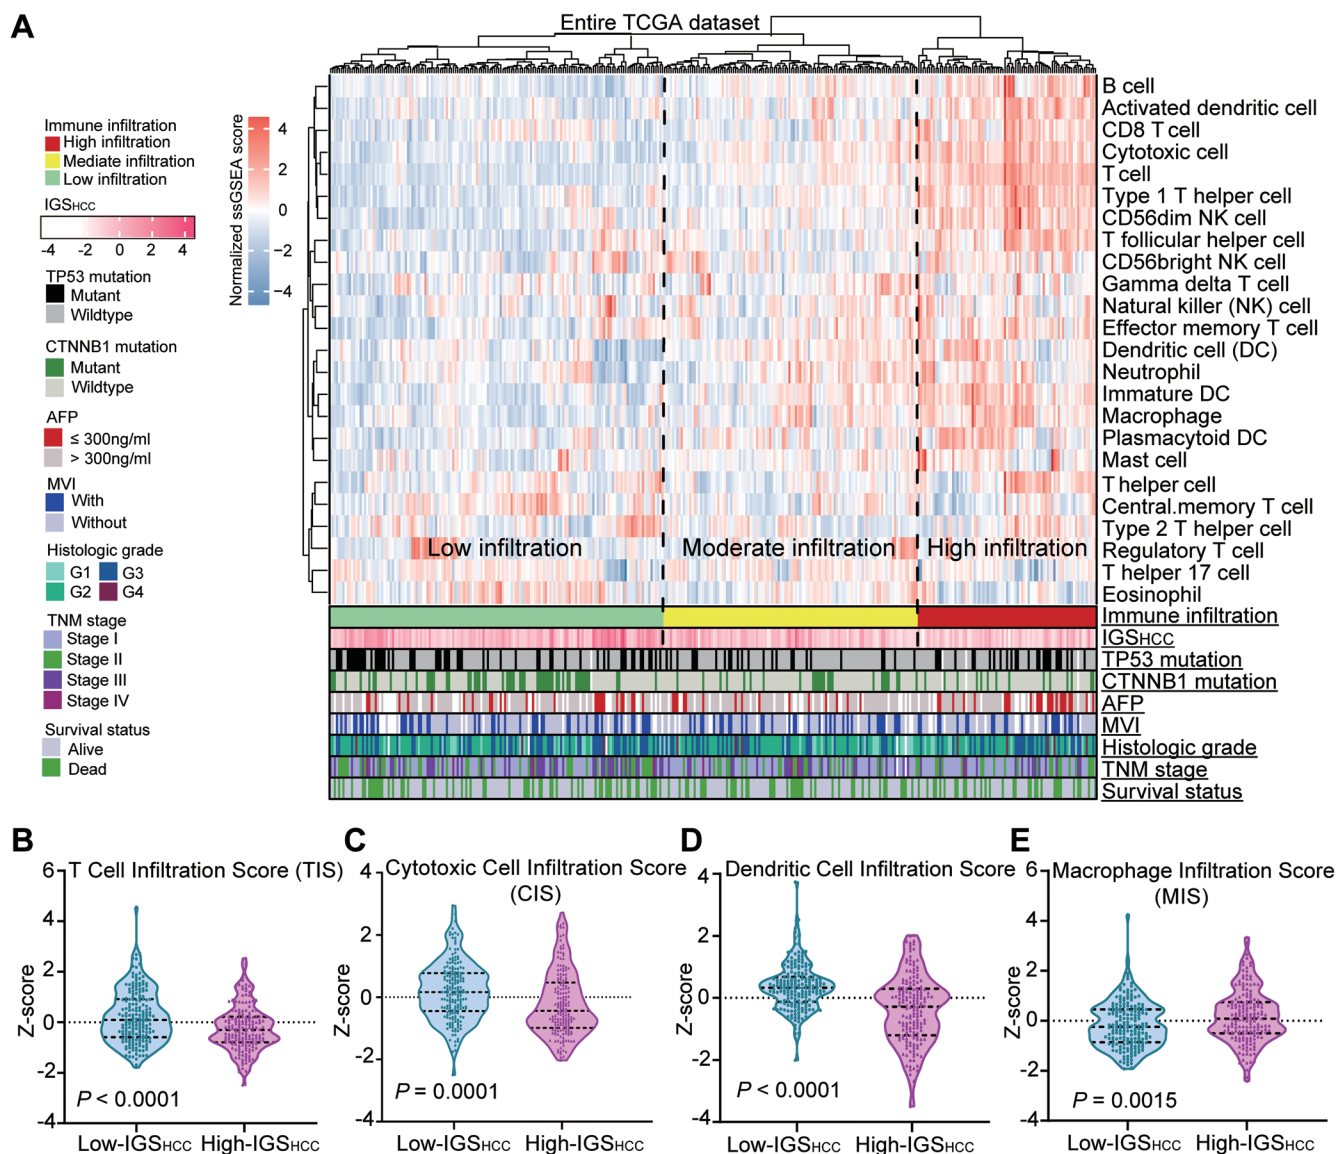 A
Entire TCGA dataset
Immune infiltration
High infiltration
Mediate infiltration
Low infiltration
IGSHCC
-4 -2 0 2 4
TP53 mutation
Mutant
Wildtype
CTNNB1 mutation
Mutant
Wildtype
AFP
≤ 300ng/ml
> 300ng/ml
MVI
With
Without
Histologic grade
G1 G3
G2 G4
TNM stage
Stage I
Stage II
Stage III
Stage IV
Survival status
Alive
Dead
Normalized ssGSEA score
4
2
0
−2
−4
B cell
Activated dendritic cell
CD8 T cell
Cytotoxic cell
T cell
Type 1 T helper cell
CD56dim NK cell
T follicular helper cell
CD56bright NK cell
Gamma delta T cell
Natural killer (NK) cell
Effector memory T cell
Dendritic cell (DC)
Neutrophil
Immature DC
Macrophage
Plasmacytoid DC
Mast cell
T helper cell
Central.memory T cell
Type 2 T helper cell
Regulatory T cell
T helper 17 cell
Eosinophil
Low infiltration Moderate infiltration High infiltration
Immune infiltration
IGSHCC
TP53 mutation
CTNNB1 mutation
AFP
MVI
Histologic grade
TNM stage
Survival status
B
T Cell Infiltration Score (TIS)
Z-score
6
4
2
0
-2
-4
P < 0.0001
Low-IGSHCC High-IGSHCC
C
Cytotoxic Cell Infiltration Score
(CIS)
Z-score
4
2
0
-2
-4
P = 0.0001
Low-IGSHCC High-IGSHCC
D
Dendritic Cell Infiltration Score
Z-score
4
2
0
-2
-4
P < 0.0001
Low-IGSHCC High-IGSHCC
E
Macrophage Infiltration Score
(MIS)
Z-score
6
4
2
0
-2
-4
P = 0.0015
Low-IGSHCC High-IGSHCC